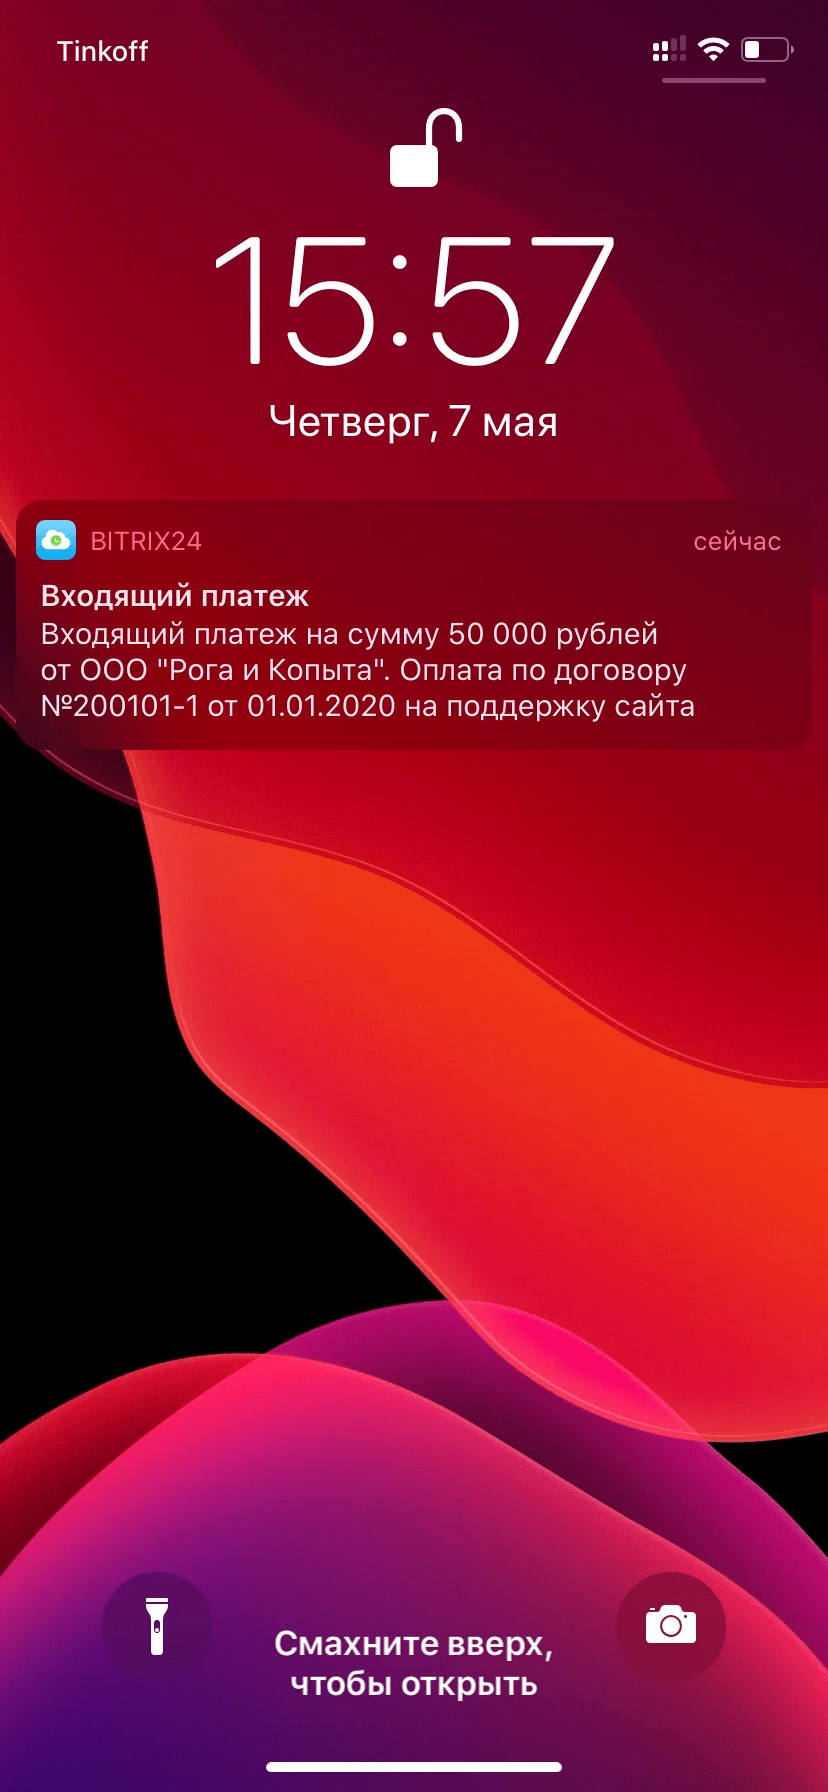 Tinkoff
15:57
Четверг, 7 мая
BITRIX24 сейчас
Входящий платеж
Входящий платеж на сумму 50 000 рублей
от ООО "Рога и Копыта". Оплата по договору
№200101-1 от 01.01.2020 на поддержку сайта
Смахните вверх,
чтобы открыть